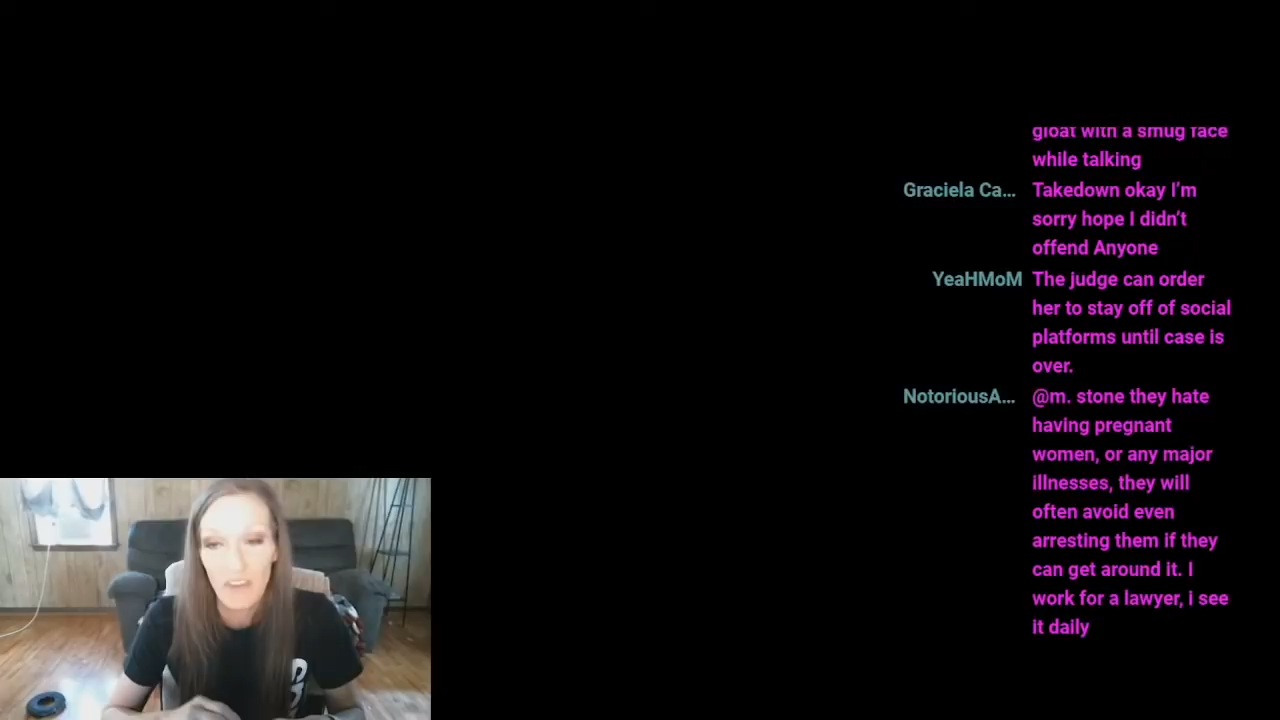 gloat with a smug face
while talking
Graciela Ca... Takedown okay I’m
sorry hope I didn’t
offend Anyone
YeaHMoM The judge can order
her to stay off of social
platforms until case is
over.
NotoriousA... @m. stone they hate
having pregnant
women, or any major
illnesses, they will
often avoid even
arresting them if they
can get around it. I
work for a lawyer, i see
it daily